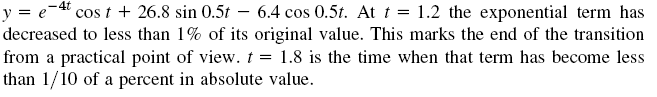 y = e⁻⁴ᵗ cos t + 26.8 sin 0.5t − 6.4 cos 0.5t. At t = 1.2 the exponential term has
decreased to less than 1% of its original value. This marks the end of the transition
from a practical point of view. t = 1.8 is the time when that term has become less
than 1/10 of a percent in absolute value.